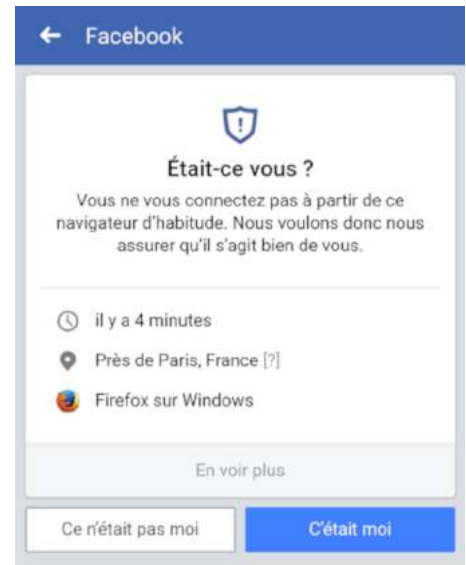 Facebook
Était-ce vous ?
Vous ne vous connectez pas à partir de ce
navigateur d'habitude. Nous voulons donc nous
assurer qu'il s'agit bien de vous.
il y a 4 minutes
Près de Paris, France [?]
Firefox sur Windows
En voir plus
Ce n'était pas moi
C'était moi